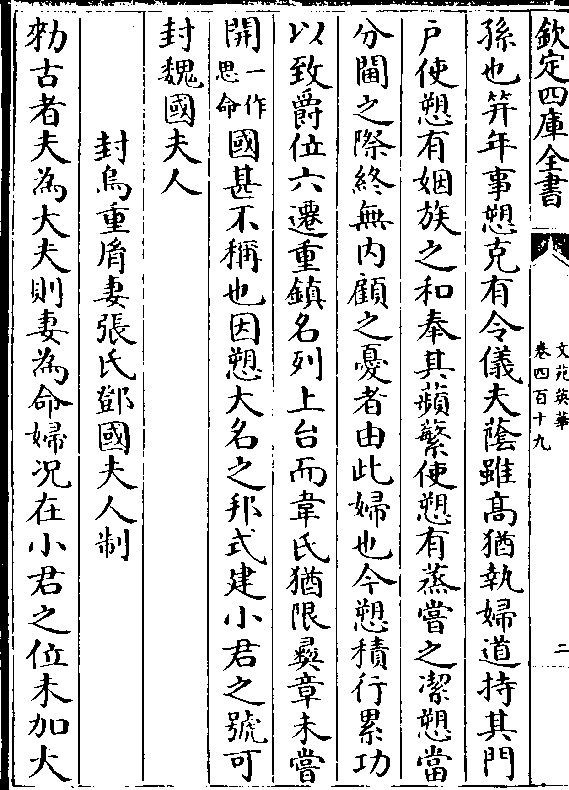 欽定四庫全書
文苑英華
卷四百十九
二
孫也笄年事愬克有令儀夫蔭雖高猶執婦道持其門
戸使愬有姻族之和奉其蘋蘩使愬有蒸嘗之潔愬當
分閫之際終無内顧之憂者由此婦也今愬積行累功
以致爵位六遷重鎮名列上台而韋氏猶限彛章未嘗
開一作思命國甚不稱也因愬大名之邦式建小君之號可
封魏國夫人
封烏重胤妻張氏鄧國夫人制
勑古者夫為大夫則妻為命婦况在小君之位未加大